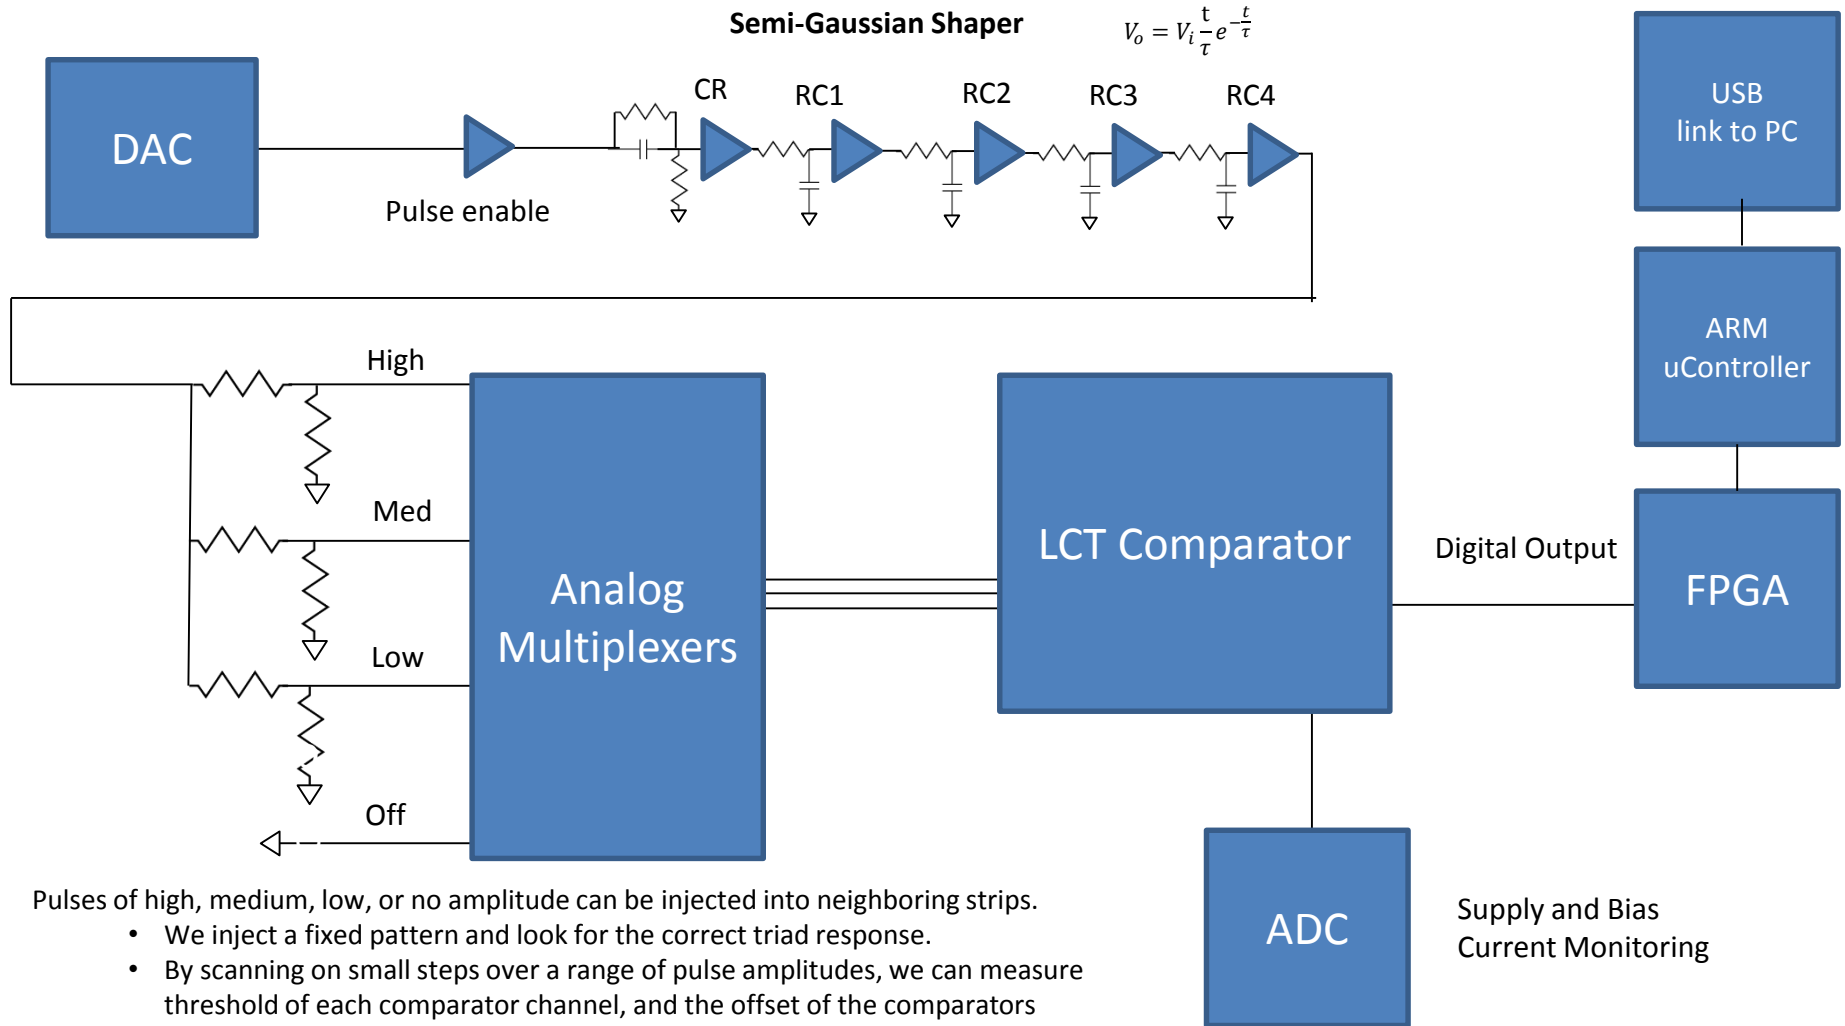 Semi-Gaussian Shaper
V_o = V_i t/τ e^{-t/τ}
DAC
Pulse enable
CR
RC1
RC2
RC3
RC4
USB
link to PC
ARM
uController
High
Med
Low
Off
Analog
Multiplexers
LCT Comparator
Digital Output
FPGA
ADC
Supply and Bias
Current Monitoring
Pulses of high, medium, low, or no amplitude can be injected into neighboring strips.
• We inject a fixed pattern and look for the correct triad response.
• By scanning on small steps over a range of pulse amplitudes, we can measure
threshold of each comparator channel, and the offset of the comparators